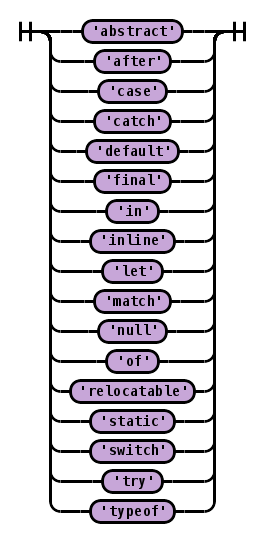 'abstract'
'after'
'case'
'catch'
'default'
'final'
'in'
'inline'
'let'
'match'
'null'
'of'
'relocatable'
'static'
'switch'
'try'
'typeof'